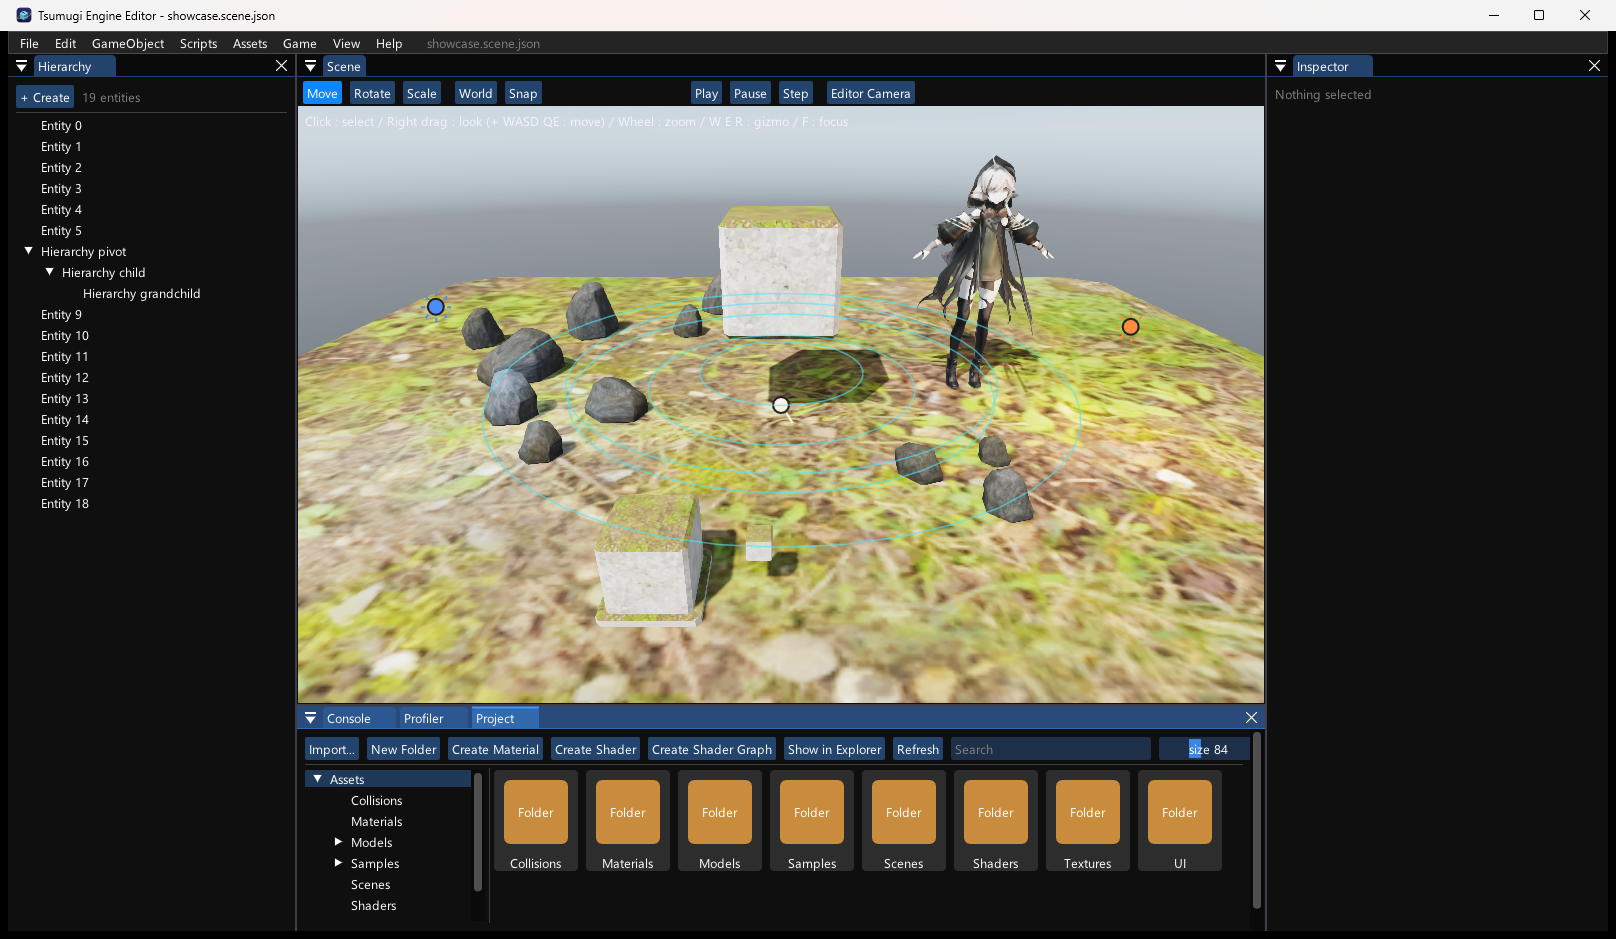 Tsumugi Engine Editor - showcase.scene.json
File Edit GameObject Scripts Assets Game View Help showcase.scene.json
Hierarchy
+ Create 19 entities
Entity 0
Entity 1
Entity 2
Entity 3
Entity 4
Entity 5
Hierarchy pivot
Hierarchy child
Hierarchy grandchild
Entity 9
Entity 10
Entity 11
Entity 12
Entity 13
Entity 14
Entity 15
Entity 16
Entity 17
Entity 18
Scene
Move Rotate Scale World Snap Play Pause Step Editor Camera
Click : select / Right drag : look (+ WASD QE : move) / Wheel : zoom / W E R : gizmo / F : focus
Inspector
Nothing selected
Console Profiler Project
Import... New Folder Create Material Create Shader Create Shader Graph Show in Explorer Refresh Search size 84
Assets
Collisions
Materials
Models
Samples
Scenes
Shaders
Folder Folder Folder Folder Folder Folder Folder Folder
Collisions Materials Models Samples Scenes Shaders Textures UI